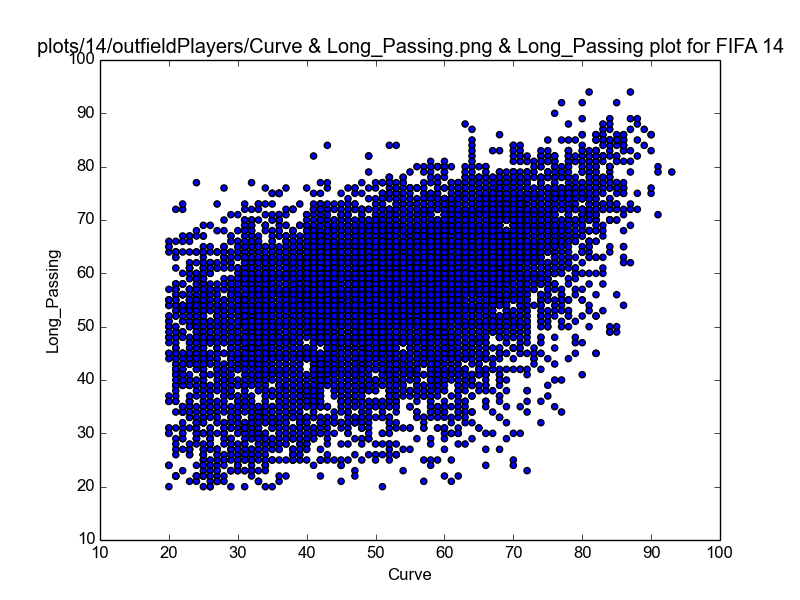 plots/14/outfieldPlayers/Curve & Long_Passing.png & Long_Passing plot for FIFA 14
100
90
80
70
60
50
40
30
20
10
Long_Passing
10 20 30 40 50 60 70 80 90 100
Curve